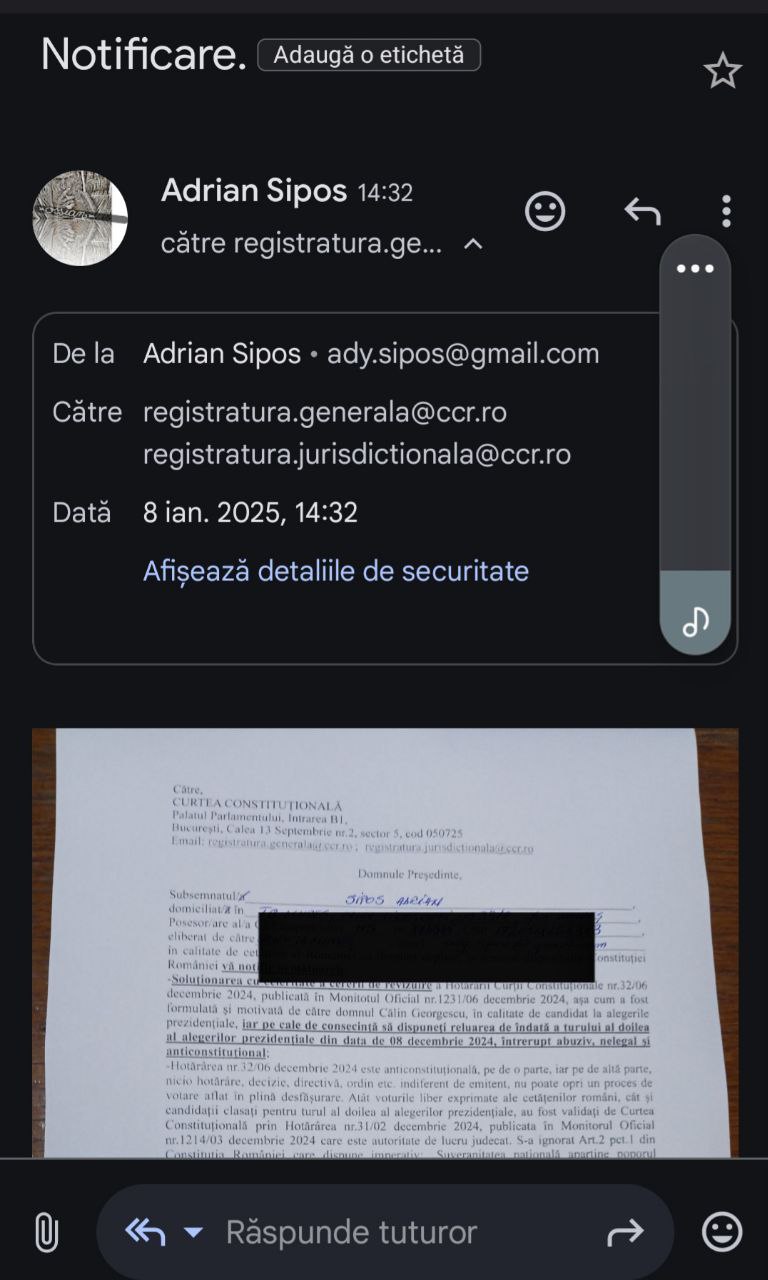 Notificare. Adaugă o etichetă
Adrian Sipos 14:32
către registratura.ge...
De la Adrian Sipos • ady.sipos@gmail.com
Către registratura.generala@ccr.ro
registratura.jurisdictionala@ccr.ro
Dată 8 ian. 2025, 14:32
Afișează detaliile de securitate
Către,
CURTEA CONSTITUȚIONALĂ
Palatul Parlamentului, Intrarea B1,
București, Calea 13 Septembrie nr.2, sector 5, cod 050725
Email: registratura.generala@ccr.ro ; registratura.jurisdictionala@ccr.ro
Domnule Președinte,
Subsemnatul/a SIPOS ADRIAN
domiciliat/ă în
Posesor/are al/a
eliberat de către
în calitate de Constituției
României vă
-Soluționarea cu a cererii de revizuire a Hotărârii Curții Constituționale nr.32/06
decembrie 2024, publicată în Monitotul Oficial nr.1231/06 decembrie 2024, așa cum a fost
formulată și motivată de către domnul Călin Georgescu, în calitate de candidat la alegerile
prezidențiale, iar pe cale de consecință să dispuneți reluarea de îndată a turului al doilea
al alegerilor prezidențiale din data de 08 decembrie 2024, întrerupt abuziv, nelegal și
anticonstituțional;
-Hotărârea nr.32/06 decembrie 2024 este anticonstituțională, pe de o parte, iar pe de altă parte,
nicio hotărâre, decizie, directivă, ordin etc. indiferent de emitent, nu poate opri un proces de
votare aflat în plină desfășurare. Atât voturile liber exprimate ale cetățenilor români, cât și
candidații clasați pentru turul al doilea al alegerilor prezidențiale, au fost validați de Curtea
Constituțională prin Hotărârea nr.31/02 decembrie 2024, publicata în Monitorul Oficial
nr.1214/03 decembrie 2024 care este autoritate de lucru judecat. S-a ignorat Art.2 pct.1 din
Constituția României care dispune imperativ: Suveranitatea națională aparține poporul
Răspunde tuturor